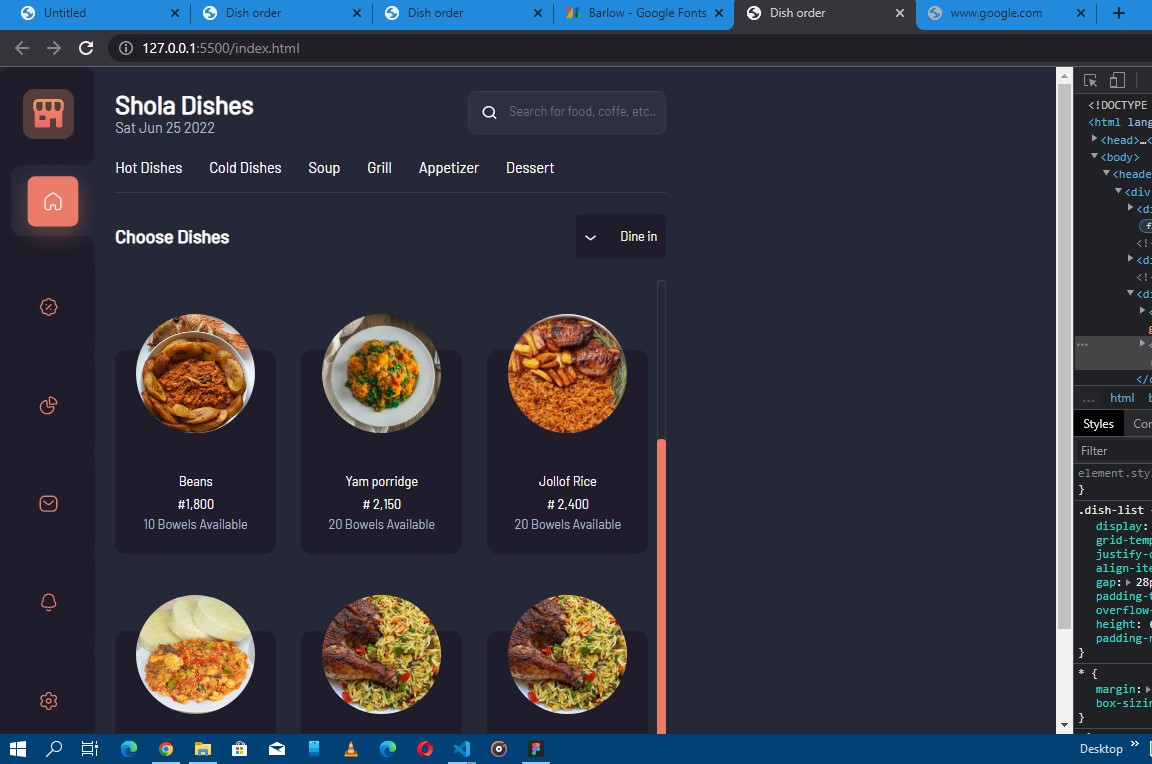 Untitled Dish order Dish order Barlow - Google Fonts Dish order www.google.com
127.0.0.1:5500/index.html
Shola Dishes
Sat Jun 25 2022
Search for food, coffe, etc..
Hot Dishes Cold Dishes Soup Grill Appetizer Dessert
Choose Dishes
Dine in
Beans Yam porridge Jollof Rice
#1,800 # 2,150 # 2,400
10 Bowels Available 20 Bowels Available 20 Bowels Available
<!DOCTYPE
<html lang
<head>…<
<body>
<heade
<div
<di
<!-
<di
<!-
<di
</d
… html b
Styles Con
Filter
element.sty
}
.dish-list
display:
grid-temp
justify-c
align-ite
gap: 28p
padding-t
overflow-
height: 6
padding-r
}
* {
margin:
box-sizin
}
Desktop »